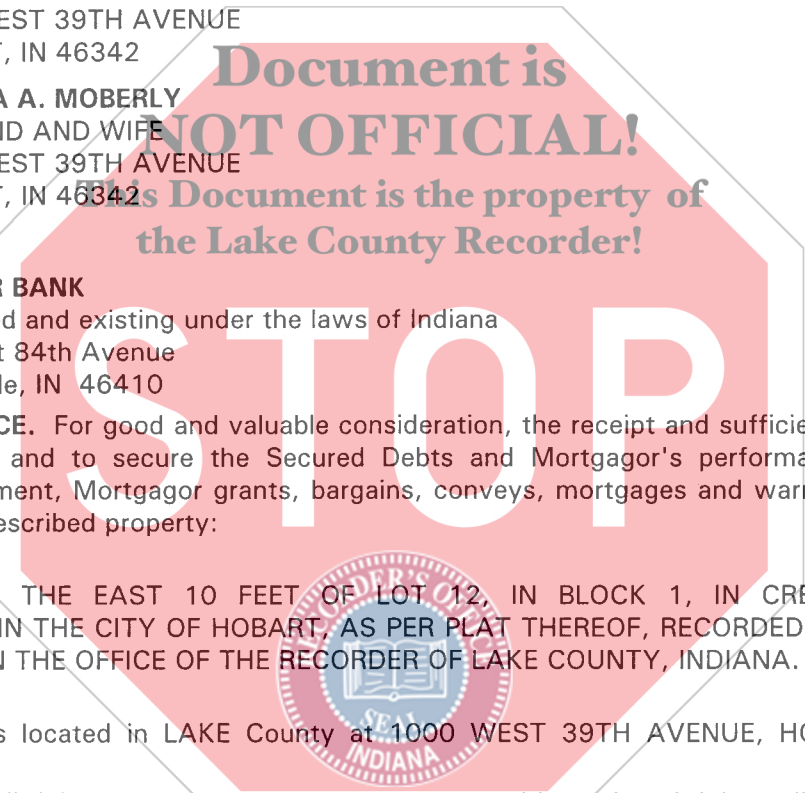 EST 39TH AVENUE
, IN 46342
Document is
A. MOBERLY
AND WIFE
NOT OFFICIAL!
EST 39TH AVENUE
, IN 46342
This Document is the property of
the Lake County Recorder!
BANK
d and existing under the laws of Indiana
t 84th Avenue
le, IN 46410
STOP
CE. For good and valuable consideration, the receipt and sufficie
and to secure the Secured Debts and Mortgagor's performa
ment, Mortgagor grants, bargains, conveys, mortgages and warr
escribed property:
THE EAST 10 FEET OF LOT 12, IN BLOCK 1, IN CRE
IN THE CITY OF HOBART, AS PER PLAT THEREOF, RECORDED
N THE OFFICE OF THE RECORDER OF LAKE COUNTY, INDIANA.
RECORDER'S OFFICE
SEAL
INDIANA
s located in LAKE County at 1000 WEST 39TH AVENUE, HO